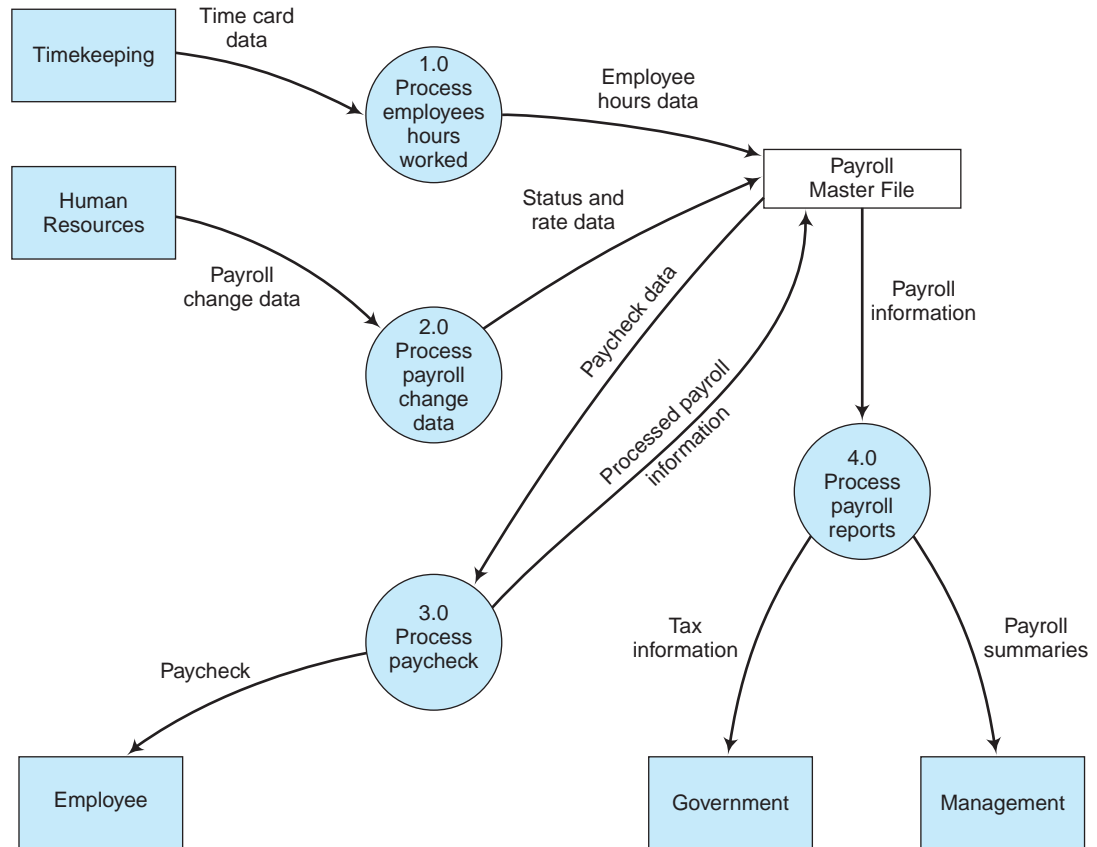 Timekeeping
Time card
data
1.0
Process
employees
hours
worked
Employee
hours data
Payroll
Master File
Human
Resources
Status and
rate data
Payroll
change data
2.0
Process
payroll
change
data
Paycheck data
Processed payroll
information
Payroll
information
4.0
Process
payroll
reports
3.0
Process
paycheck
Paycheck
Tax
information
Payroll
summaries
Employee
Government
Management